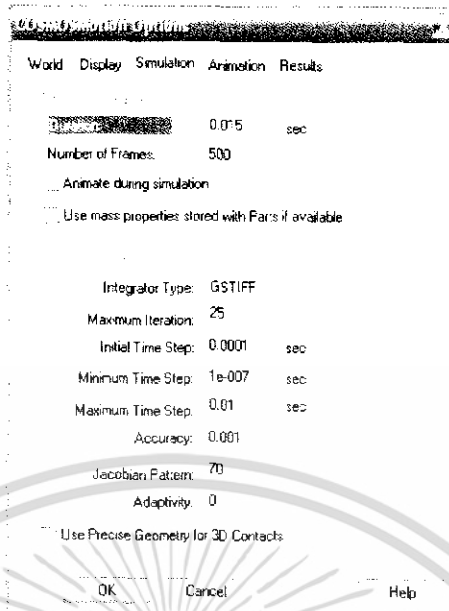 World Display Simulation Animation Results
0.015 sec
Number of Frames: 500
Animate during simulation
Use mass properties stored with Parts if available
Integrator Type: GSTIFF
Maximum Iteration: 25
Initial Time Step: 0.0001 sec
Minimum Time Step: 1e-007 sec
Maximum Time Step: 0.01 sec
Accuracy: 0.001
Jacobian Pattern: 70
Adaptivity: 0
Use Precise Geometry for 3D Contacts
OK Cancel Help